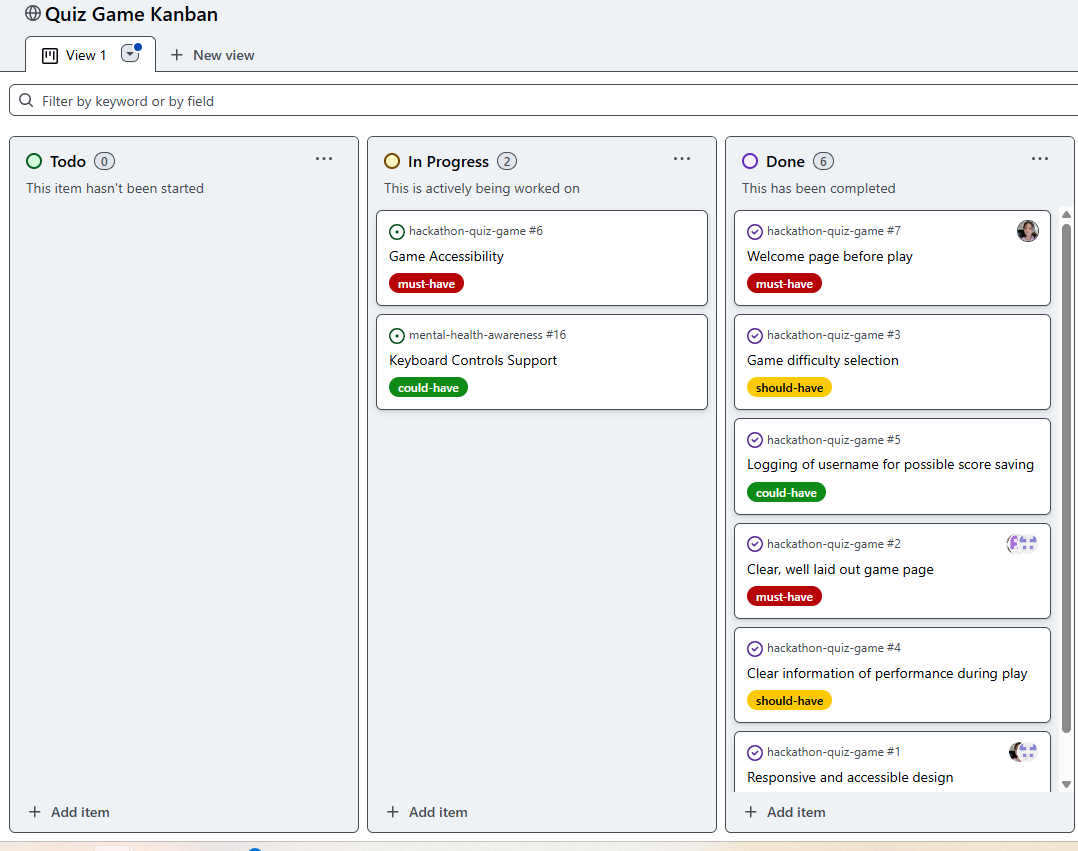 Quiz Game Kanban
View 1
New view
Filter by keyword or by field
Todo 0
This item hasn't been started
Add item
In Progress 2
This is actively being worked on
hackathon-quiz-game #6
Game Accessibility
must-have
mental-health-awareness #16
Keyboard Controls Support
could-have
Add item
Done 6
This has been completed
hackathon-quiz-game #7
Welcome page before play
must-have
hackathon-quiz-game #3
Game difficulty selection
should-have
hackathon-quiz-game #5
Logging of username for possible score saving
could-have
hackathon-quiz-game #2
Clear, well laid out game page
must-have
hackathon-quiz-game #4
Clear information of performance during play
should-have
hackathon-quiz-game #1
Responsive and accessible design
Add item